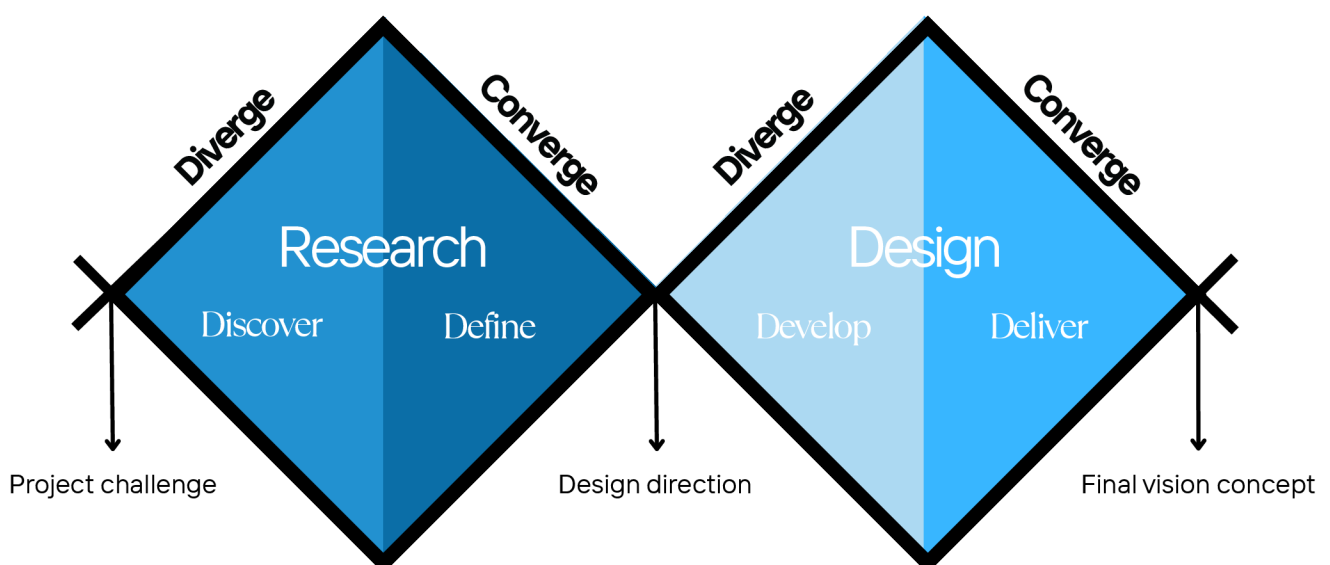 Diverge
Converge
Diverge
Converge
Research
Design
Discover
Define
Develop
Deliver
Project challenge
Design direction
Final vision concept